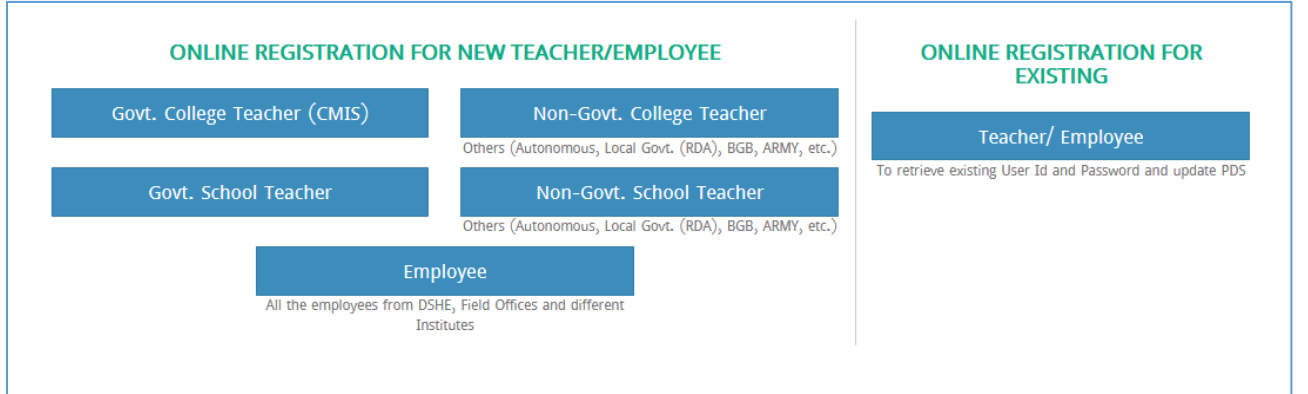 ONLINE REGISTRATION FOR NEW TEACHER/EMPLOYEE
Govt. College Teacher (CMIS)
Non-Govt. College Teacher
Others (Autonomous, Local Govt. (RDA), BGB, ARMY, etc.)
Govt. School Teacher
Non-Govt. School Teacher
Others (Autonomous, Local Govt. (RDA), BGB, ARMY, etc.)
Employee
All the employees from DSHE, Field Offices and different
Institutes
ONLINE REGISTRATION FOR
EXISTING
Teacher/ Employee
To retrieve existing User Id and Password and update PDS